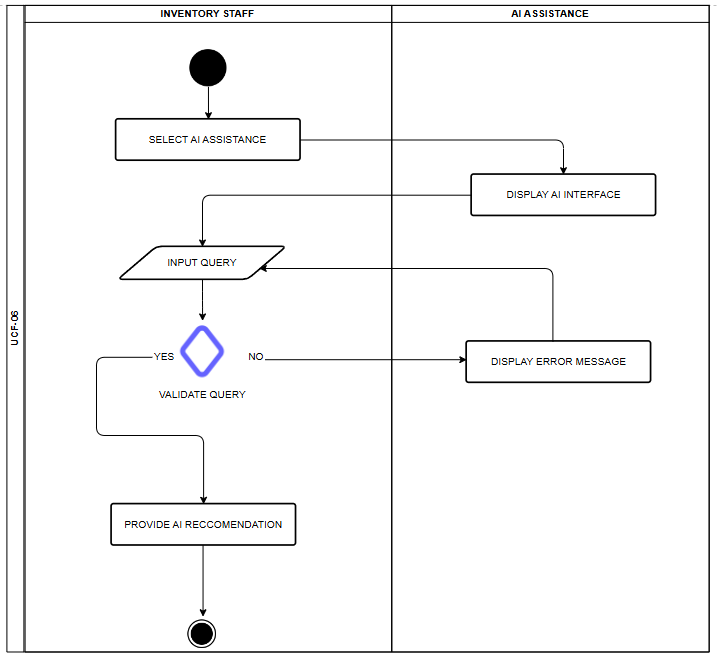 INVENTORY STAFF
AI ASSISTANCE
SELECT AI ASSISTANCE
DISPLAY AI INTERFACE
INPUT QUERY
UCF-06
YES
NO
DISPLAY ERROR MESSAGE
VALIDATE QUERY
PROVIDE AI RECCOMENDATION